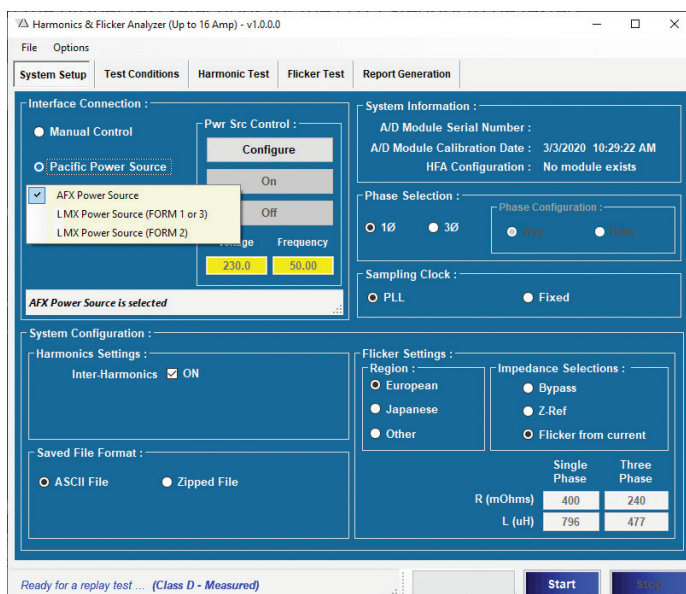 Harmonics & Flicker Analyzer (Up to 16 Amp) - v1.0.0.0
File Options
System Setup Test Conditions Harmonic Test Flicker Test Report Generation
Interface Connection :
Manual Control
Pacific Power Source
AFX Power Source
LMX Power Source (FORM 1 or 3)
LMX Power Source (FORM 2)
Pwr Src Control :
Configure
On
Off
Voltage Frequency
230.0 50.00
AFX Power Source is selected
System Information :
A/D Module Serial Number :
A/D Module Calibration Date : 3/3/2020 10:29:22 AM
HFA Configuration : No module exists
Phase Selection :
1Ø 3Ø
Phase Configuration :
Wye Delta
Sampling Clock :
PLL Fixed
System Configuration :
Harmonics Settings :
Inter-Harmonics ON
Saved File Format :
ASCII File Zipped File
Flicker Settings :
Region :
European
Japanese
Other
Impedance Selections :
Bypass
Z-Ref
Flicker from current
Single Phase Three Phase
R (mOhms) 400 240
L (uH) 796 477
Ready for a replay test ... (Class D - Measured)
Start Stop